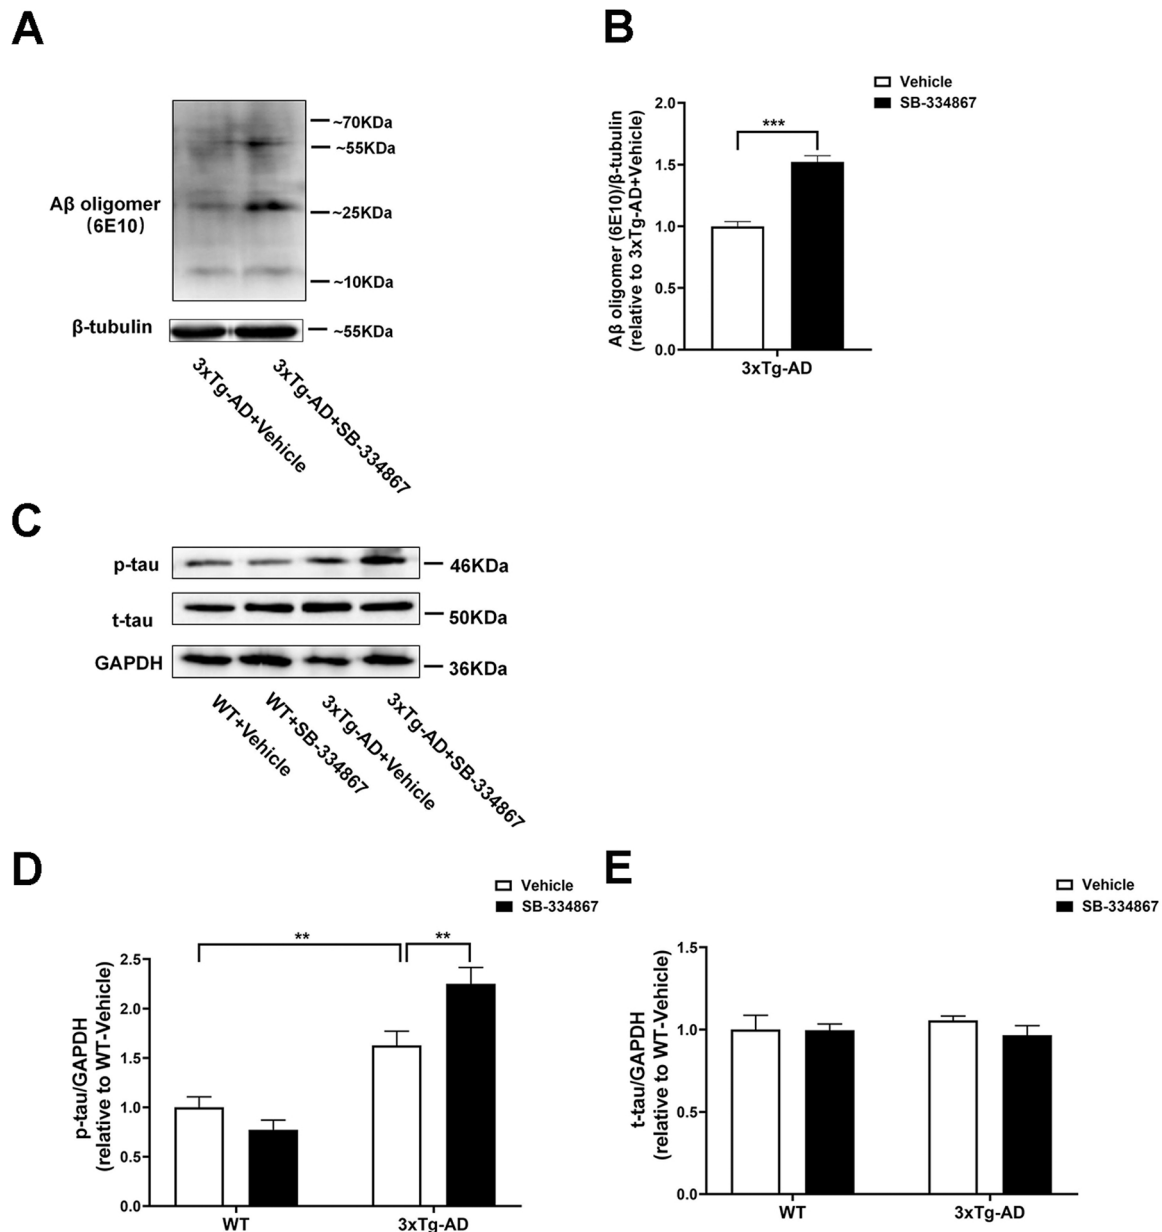 A
Aβ oligomer
(6E10)
~70KDa
~55KDa
~25KDa
~10KDa
β-tubulin
~55KDa
3xTg-AD+Vehicle
3xTg-AD+SB-334867
B
Vehicle
SB-334867
Aβ oligomer (6E10)/β-tubulin
(relative to 3xTg-AD+Vehicle)
2.0
1.5
1.0
0.5
0.0
***
3xTg-AD
C
p-tau
46KDa
t-tau
50KDa
GAPDH
36KDa
WT+Vehicle
WT+SB-334867
3xTg-AD+Vehicle
3xTg-AD+SB-334867
D
Vehicle
SB-334867
p-tau/GAPDH
(relative to WT-Vehicle)
2.5
2.0
1.5
1.0
0.5
0.0
**
**
WT
3xTg-AD
E
Vehicle
SB-334867
t-tau/GAPDH
(relative to WT-Vehicle)
1.5
1.0
0.5
0.0
WT
3xTg-AD